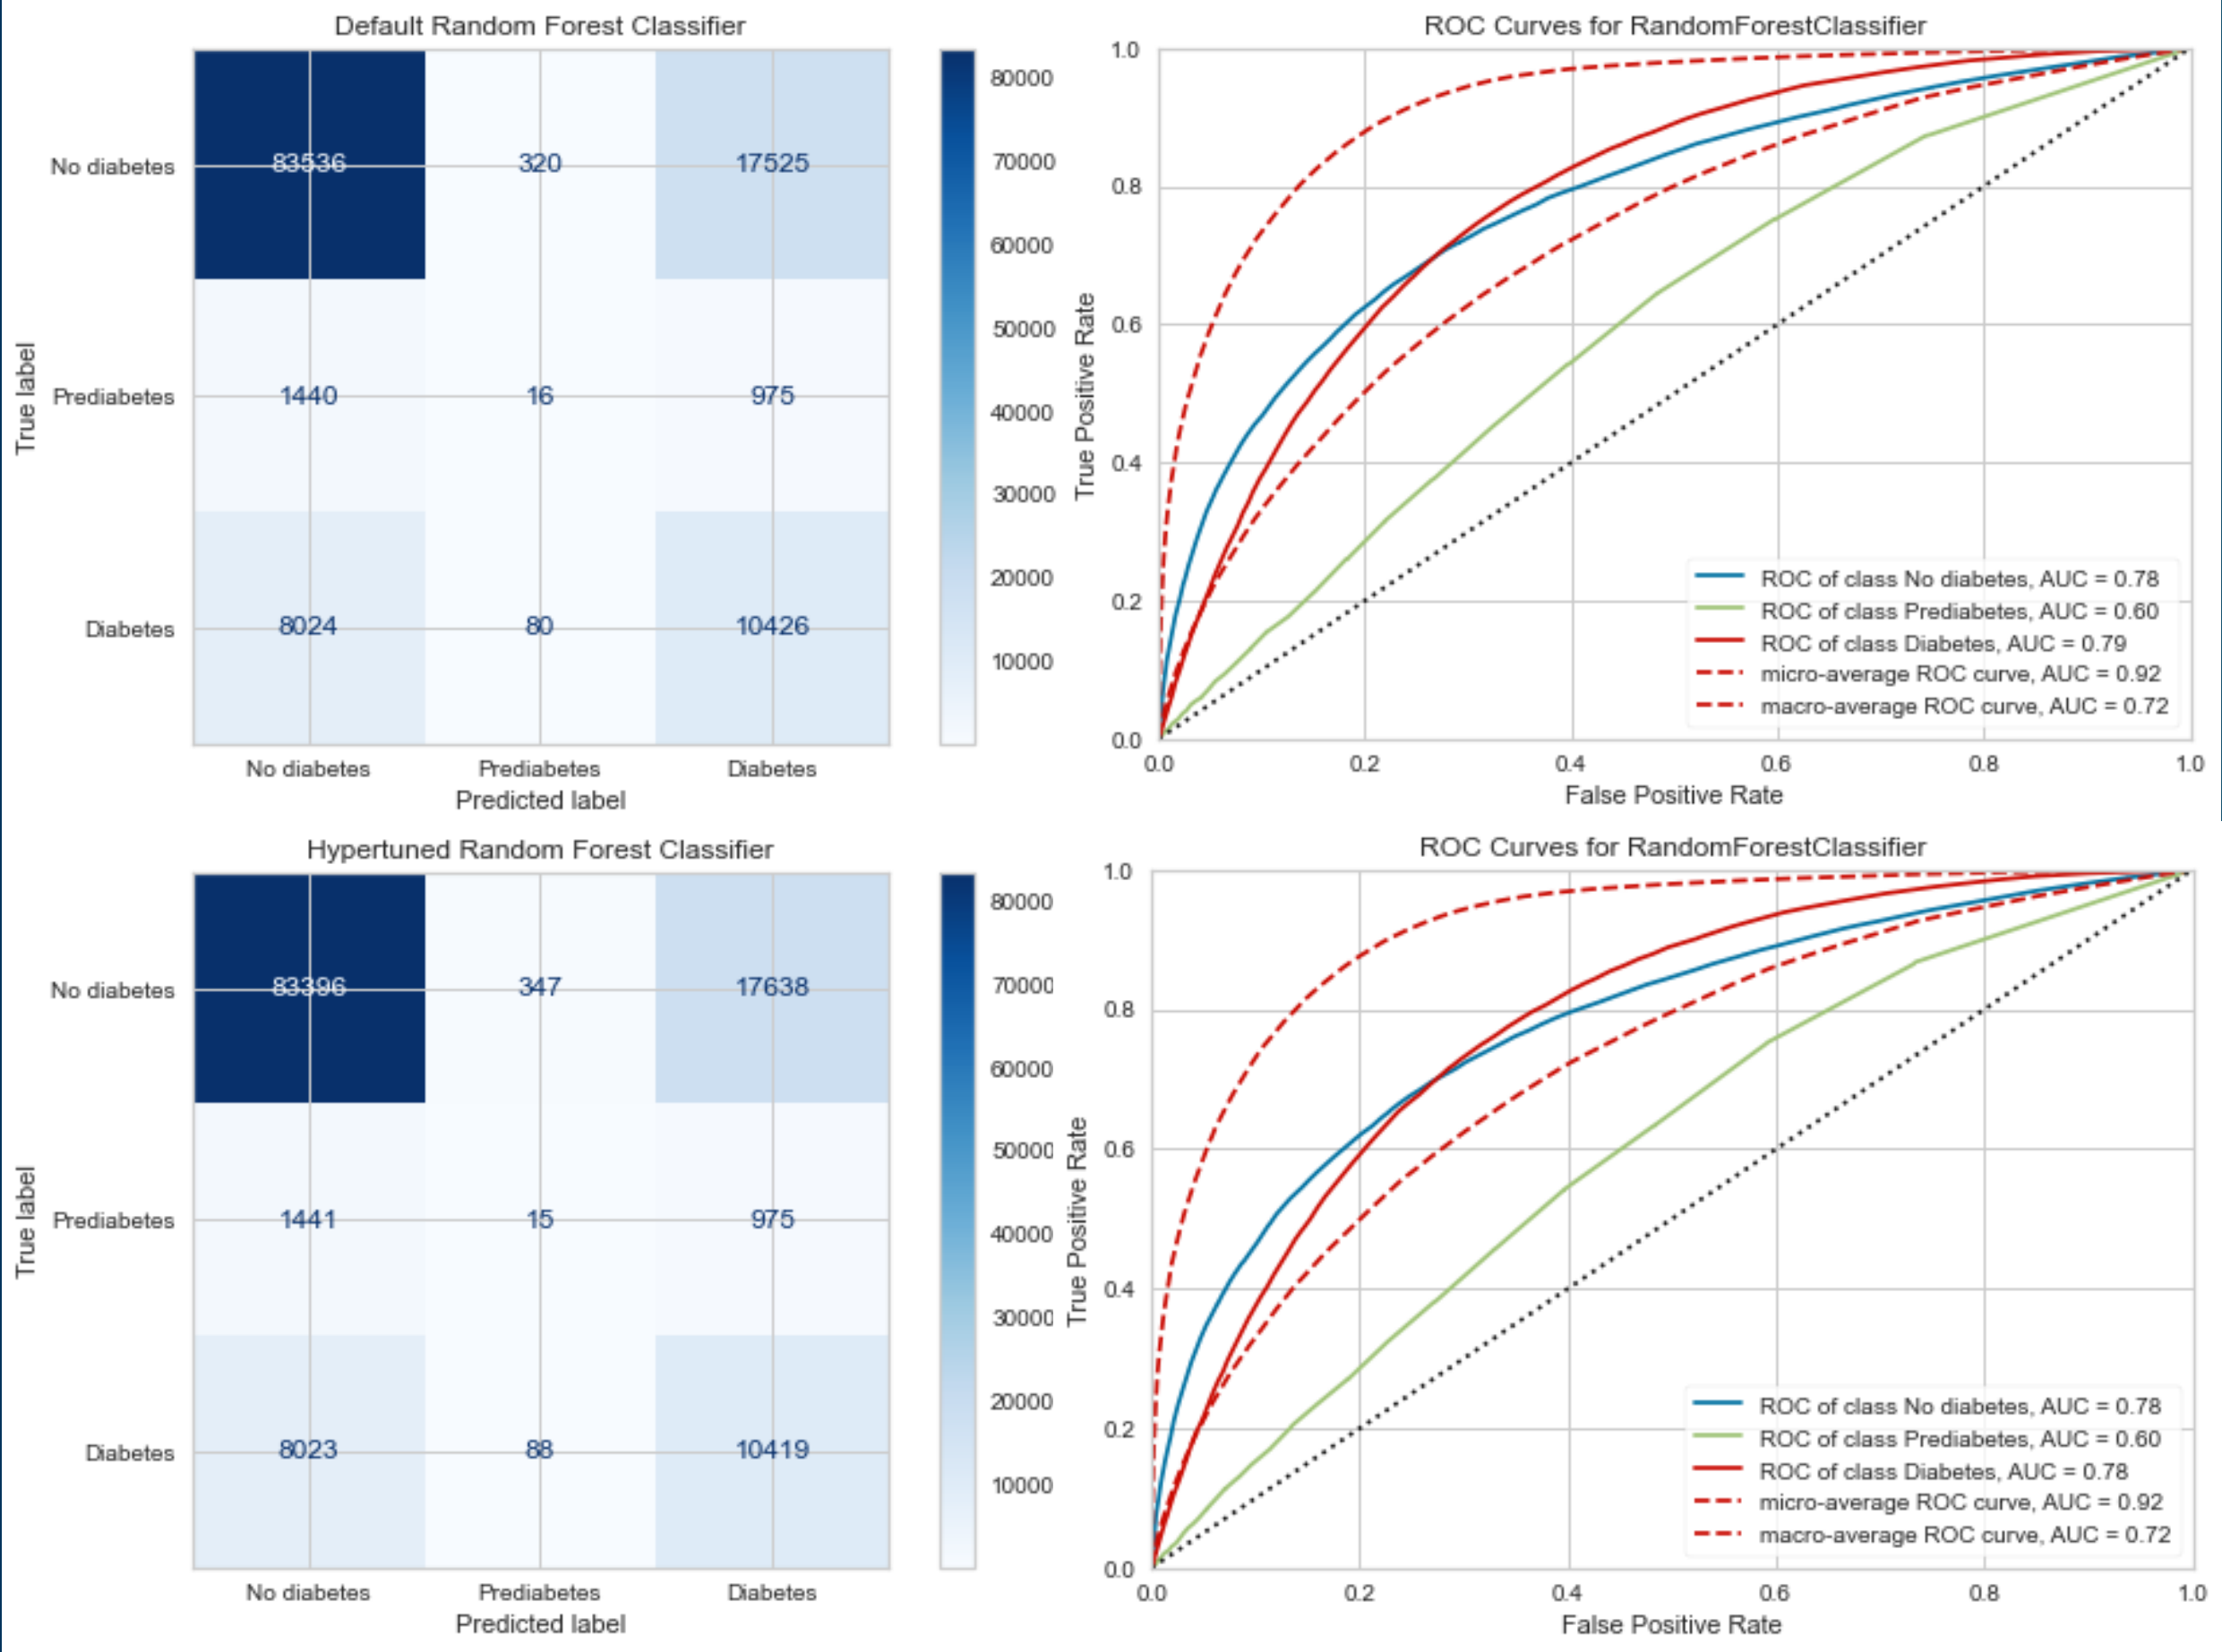 Default Random Forest Classifier
True label
No diabetes
Prediabetes
Diabetes
83536 320 17525
1440 16 975
8024 80 10426
No diabetes Prediabetes Diabetes
Predicted label
80000
70000
60000
50000
40000
30000
20000
10000
ROC Curves for RandomForestClassifier
True Positive Rate
1.0
0.8
0.6
0.4
0.2
0.0
ROC of class No diabetes, AUC = 0.78
ROC of class Prediabetes, AUC = 0.60
ROC of class Diabetes, AUC = 0.79
micro-average ROC curve, AUC = 0.92
macro-average ROC curve, AUC = 0.72
0.0 0.2 0.4 0.6 0.8 1.0
False Positive Rate
Hypertuned Random Forest Classifier
True label
No diabetes
Prediabetes
Diabetes
83396 347 17638
1441 15 975
8023 88 10419
No diabetes Prediabetes Diabetes
Predicted label
80000
70000
60000
50000
40000
30000
20000
10000
ROC Curves for RandomForestClassifier
True Positive Rate
1.0
0.8
0.6
0.4
0.2
0.0
ROC of class No diabetes, AUC = 0.78
ROC of class Prediabetes, AUC = 0.60
ROC of class Diabetes, AUC = 0.78
micro-average ROC curve, AUC = 0.92
macro-average ROC curve, AUC = 0.72
0.0 0.2 0.4 0.6 0.8 1.0
False Positive Rate